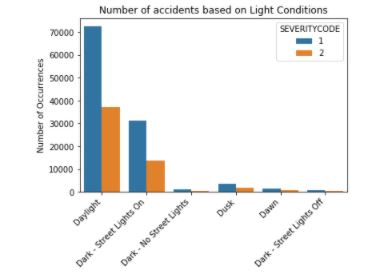 Number of accidents based on Light Conditions
SEVERITYCODE
1
2
Number of Occurrences
70000
60000
50000
40000
30000
20000
10000
0
Daylight
Dark - Street Lights On
Dark - No Street Lights
Dusk
Dawn
Dark - Street Lights Off